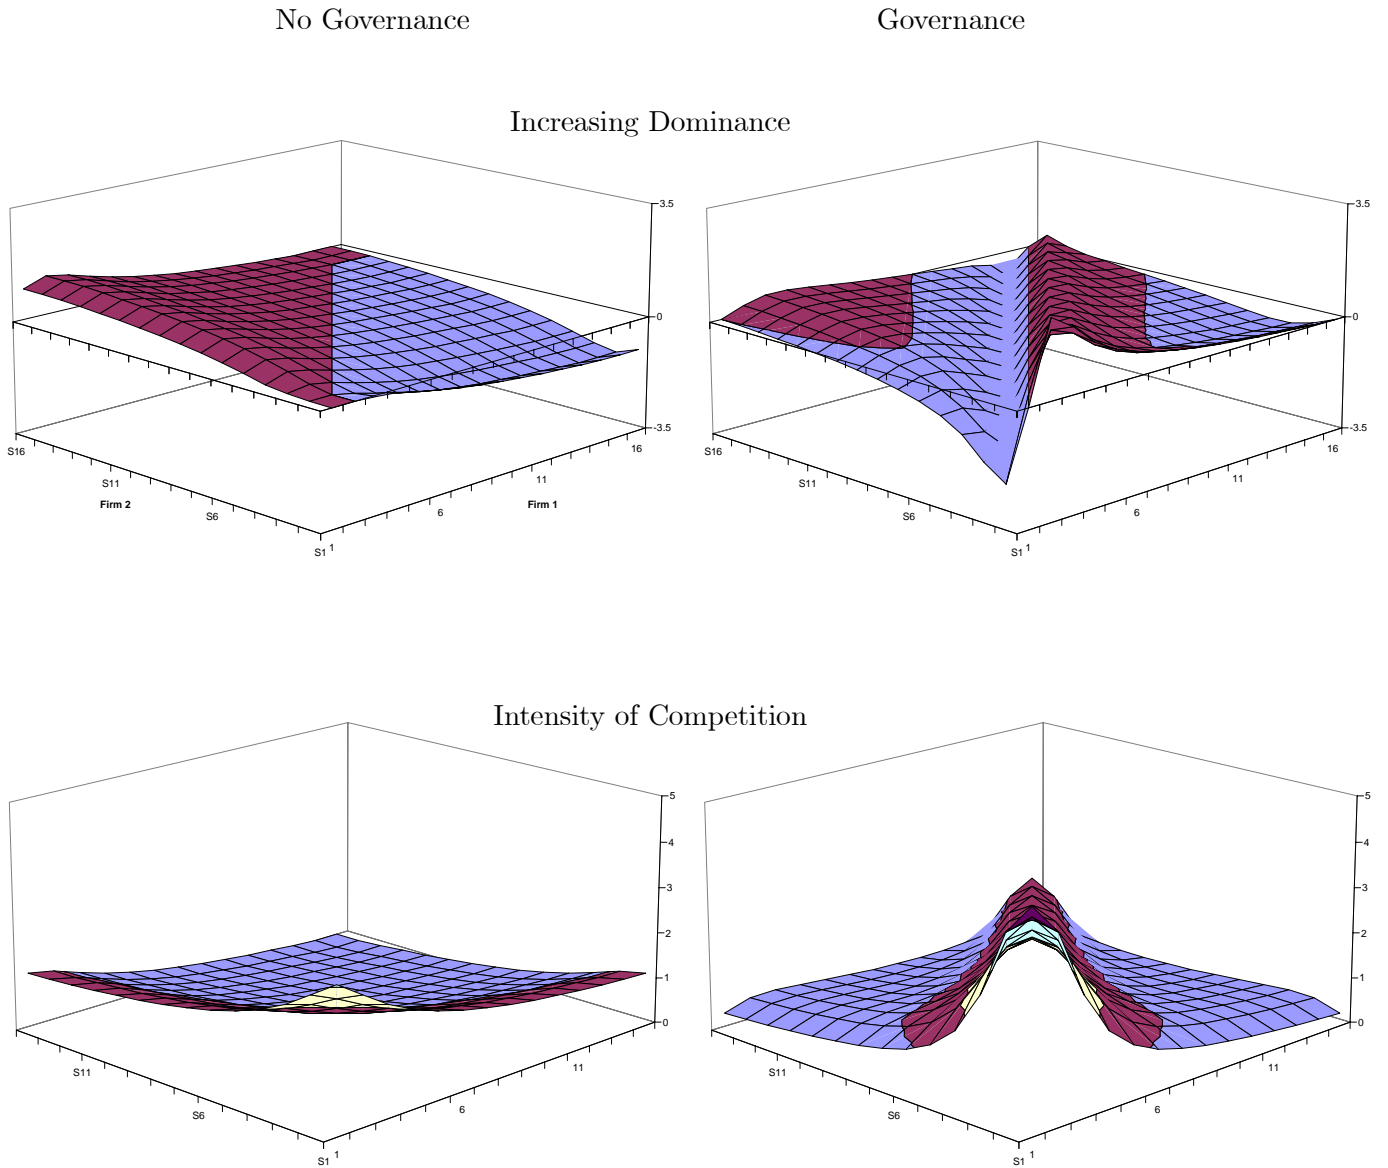 No Governance
Governance
Increasing Dominance
3.5
0
-3.5
S16
S11
Firm 2
S6
S1
1
6
11
Firm 1
16
3.5
0
-3.5
S16
S11
S6
S1
1
6
11
16
Intensity of Competition
5
4
3
2
1
0
S11
S6
S1
1
6
11
5
4
3
2
1
0
S11
S6
S1
1
6
11